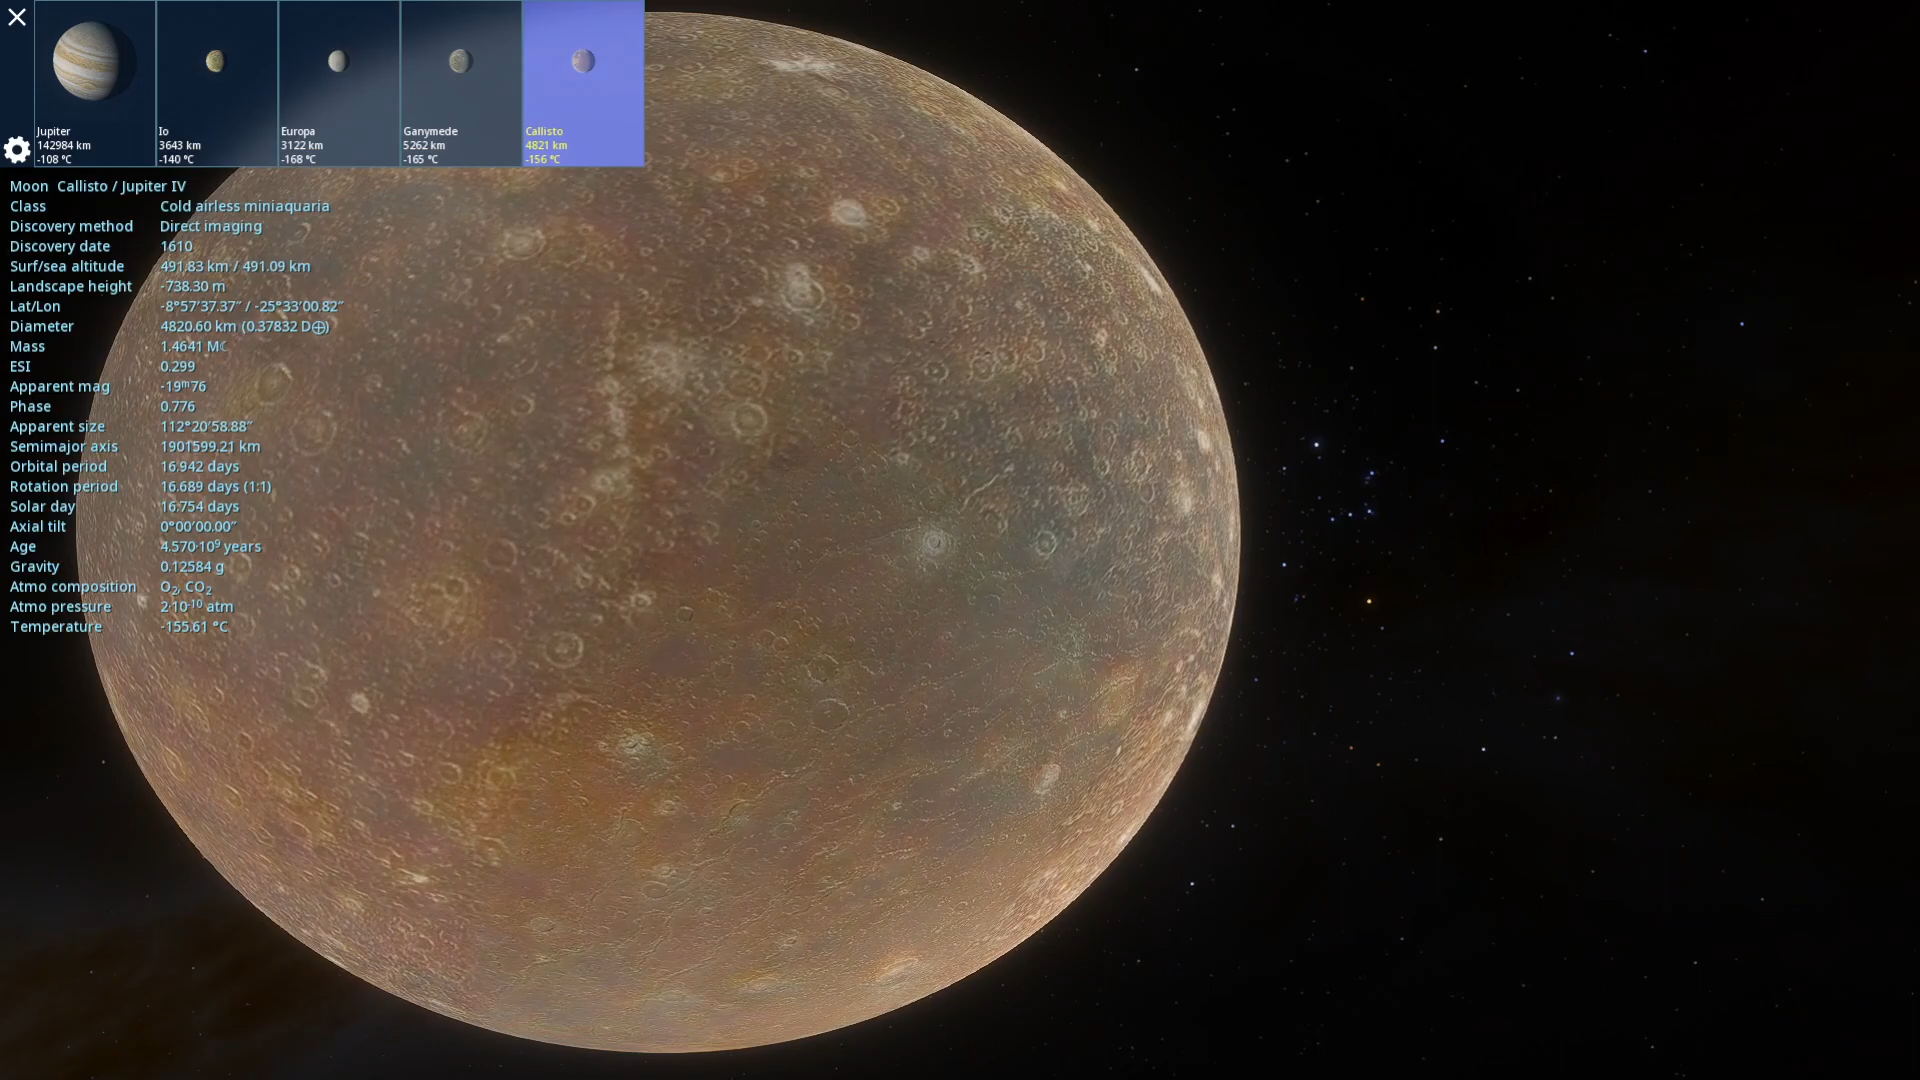 Jupiter
142984 km
-108 °C
Io
3643 km
-140 °C
Europa
3122 km
-168 °C
Ganymede
5262 km
-165 °C
Callisto
4821 km
-156 °C
Moon Callisto / Jupiter IV
Class Cold airless miniaquaria
Discovery method Direct imaging
Discovery date 1610
Surf/sea altitude 491.83 km / 491.09 km
Landscape height -738.30 m
Lat/Lon -8°57′37.37″ / -25°33′00.82″
Diameter 4820.60 km (0.37832 D⊕)
Mass 1.4641 M☾
ESI 0.299
Apparent mag -19ᵐ76
Phase 0.776
Apparent size 112°20′58.88″
Semimajor axis 1901599.21 km
Orbital period 16.942 days
Rotation period 16.689 days (1:1)
Solar day 16.754 days
Axial tilt 0°00′00.00″
Age 4.570·10⁹ years
Gravity 0.12584 g
Atmo composition O₂, CO₂
Atmo pressure 2·10⁻¹⁰ atm
Temperature -155.61 °C